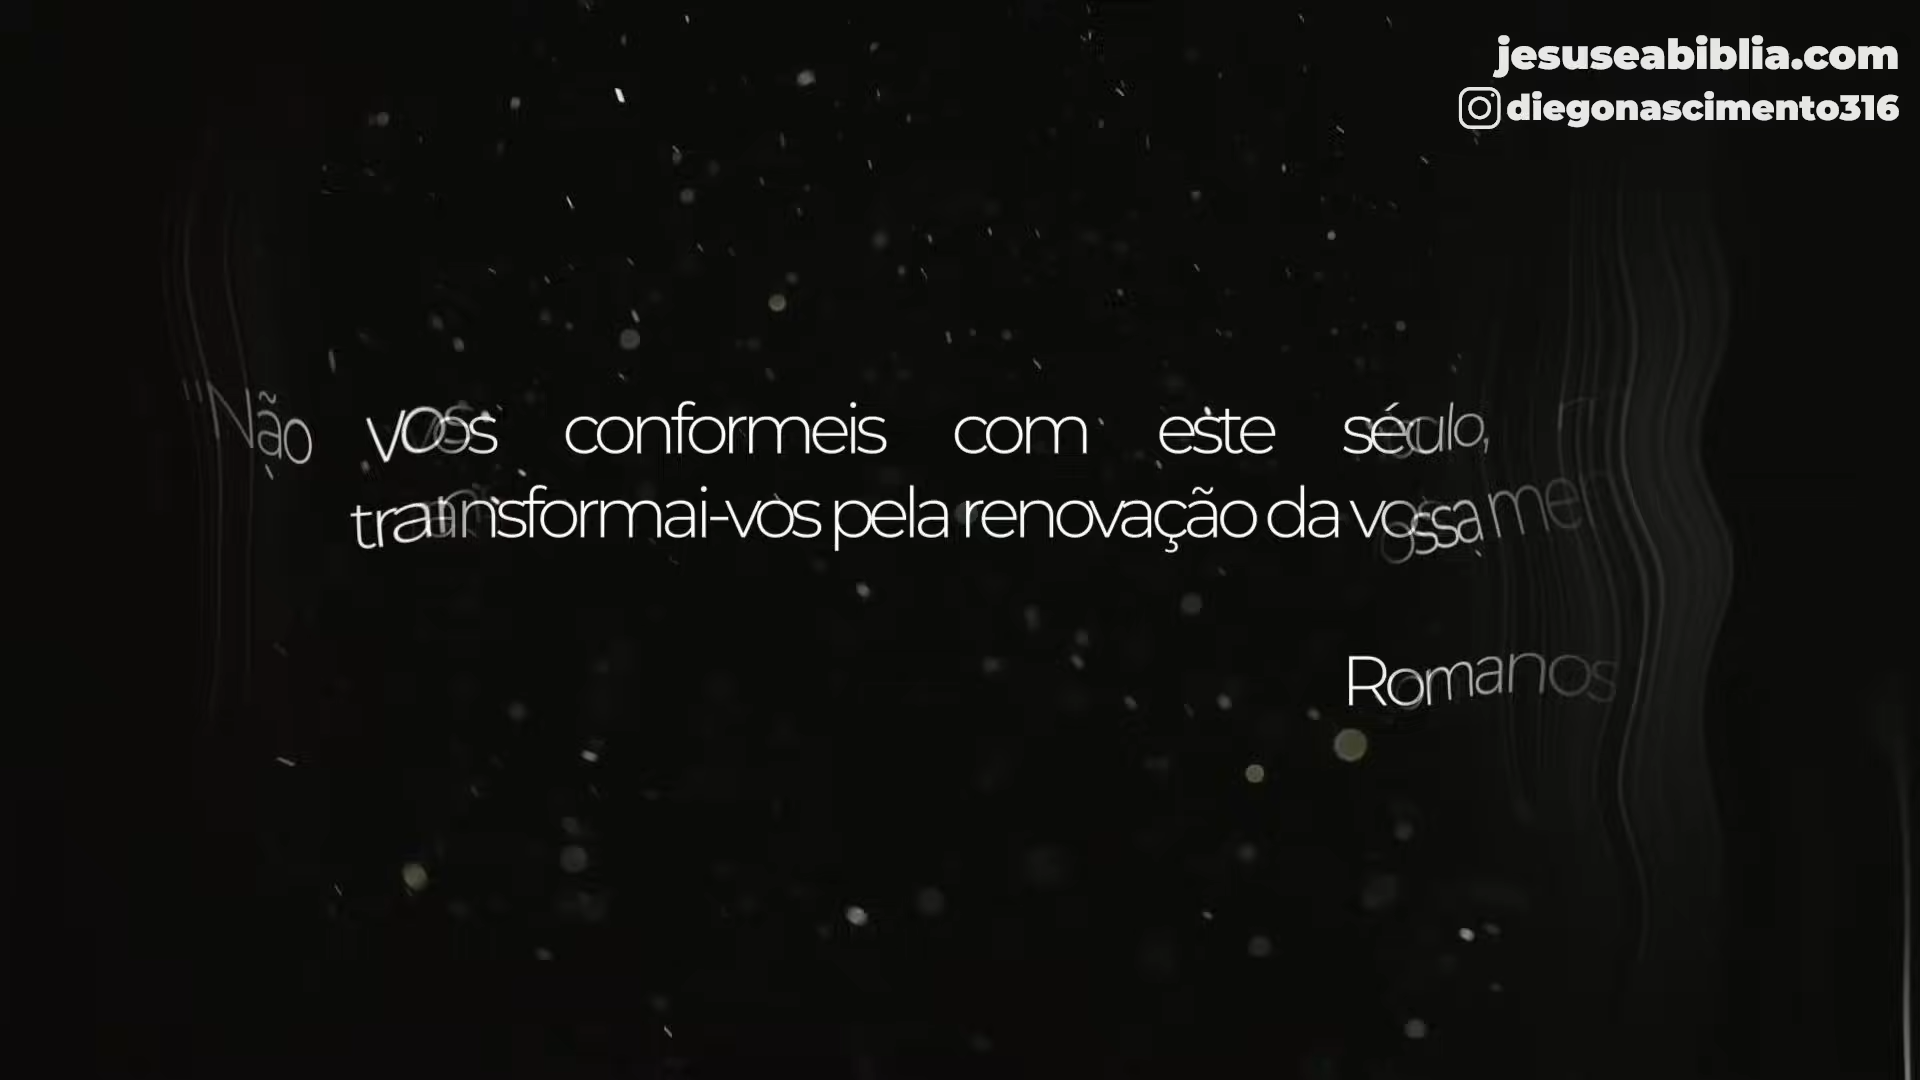 jesuseabiblia.com
diegonascimento316
"Não vos conformeis com este século,
transformai-vos pela renovação da vossa
Romanos